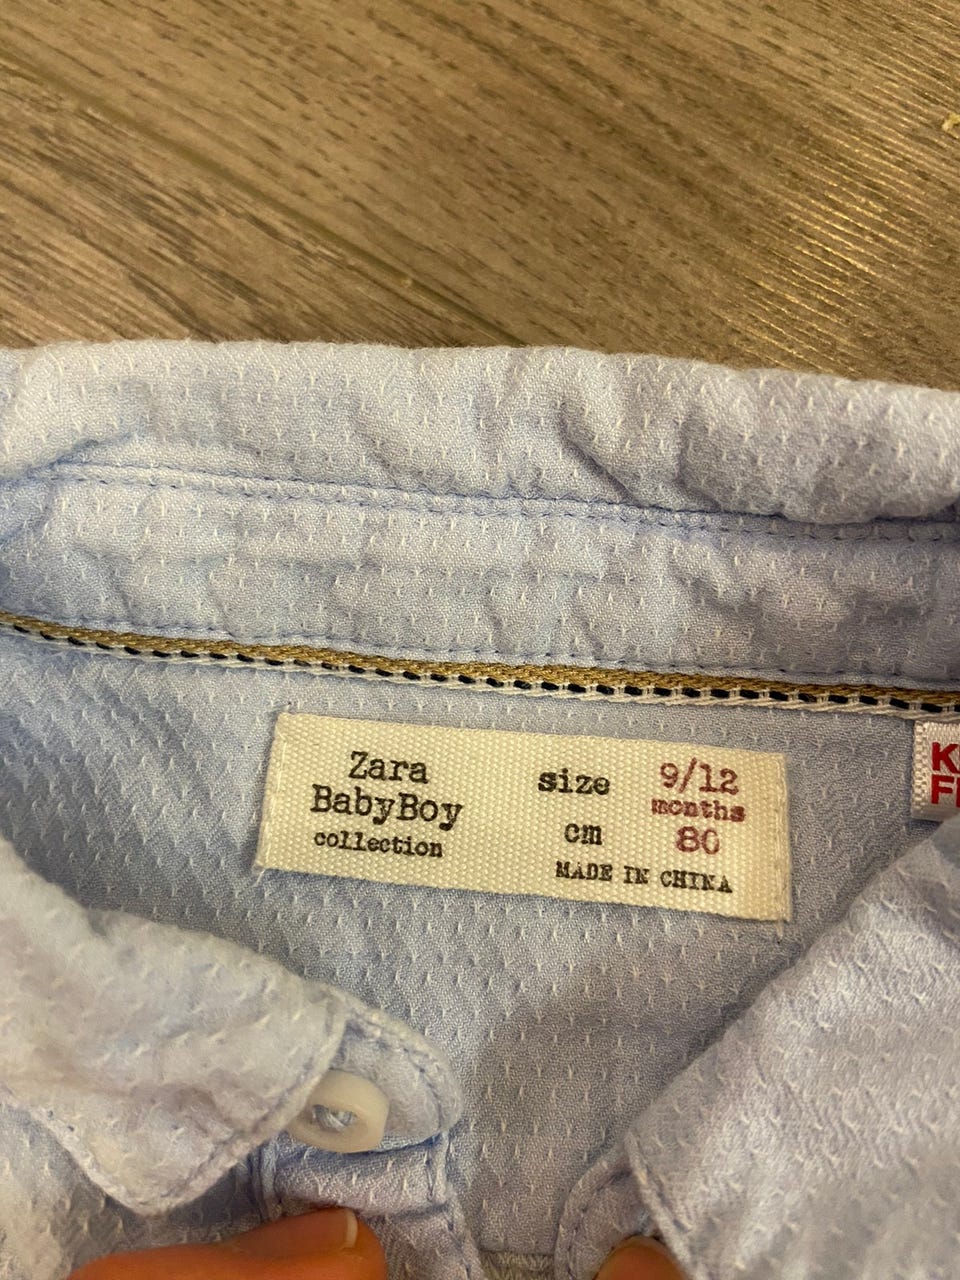 Zara
BabyBoy
collection
size 9/12
months
cm 80
MADE IN CHINA